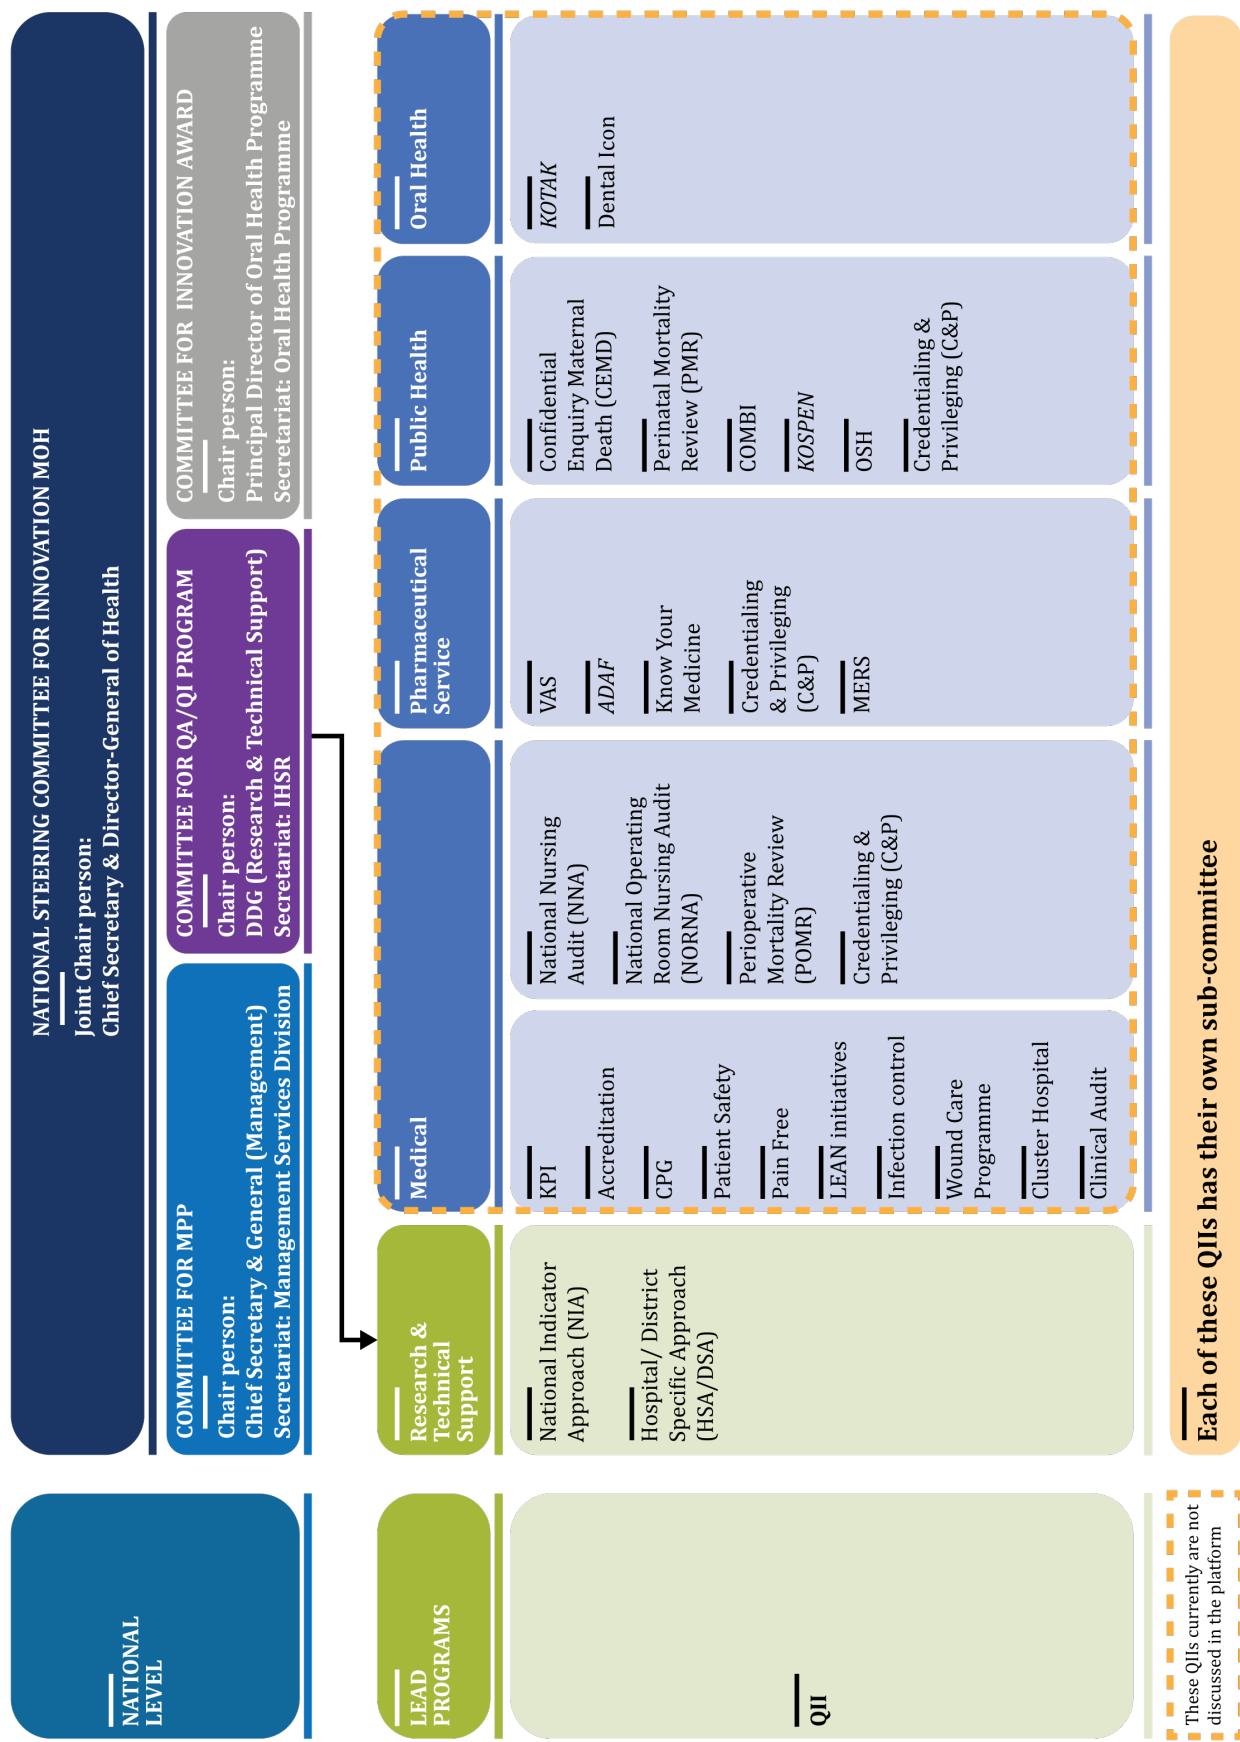 NATIONAL
LEVEL
NATIONAL STEERING COMMITTEE FOR INNOVATION MOH
Joint Chair person:
Chief Secretary & Director-General of Health
COMMITTEE FOR MPP
Chair person:
Chief Secretary & General (Management)
Secretariat: Management Services Division
COMMITTEE FOR QA/QI PROGRAM
Chair person:
DDG (Research & Technical Support)
Secretariat: IHSR
COMMITTEE FOR INNOVATION AWARD
Chair person:
Principal Director of Oral Health Programme
Secretariat: Oral Health Programme
LEAD
PROGRAMS
Research &
Technical
Support
Medical
Pharmaceutical
Service
Public Health
Oral Health
QII
National Indicator
Approach (NIA)
Hospital/ District
Specific Approach
(HSA/DSA)
KPI
Accreditation
CPG
Patient Safety
Pain Free
LEAN initiatives
Infection control
Wound Care
Programme
Cluster Hospital
Clinical Audit
National Nursing
Audit (NNA)
National Operating
Room Nursing Audit
(NORNA)
Perioperative
Mortality Review
(POMR)
Credentialing &
Privileging (C&P)
VAS
ADAF
Know Your
Medicine
Credentialing
& Privileging
(C&P)
MERS
Confidential
Enquiry Maternal
Death (CEMD)
Perinatal Mortality
Review (PMR)
COMBI
KOSPEN
OSH
Credentialing &
Privileging (C&P)
KOTAK
Dental Icon
These QIIs currently are not
discussed in the platform
Each of these QIIs has their own sub-committee